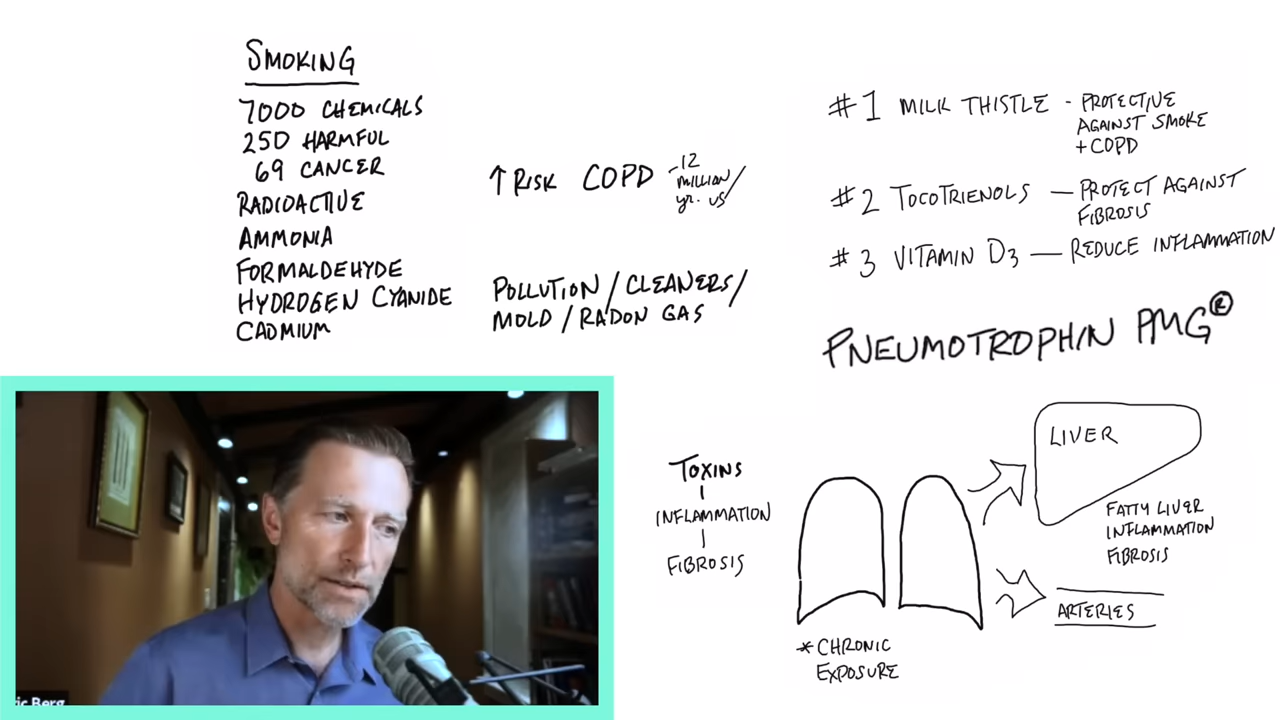 SMOKING
7000 CHEMICALS
250 HARMFUL
69 CANCER
RADIOACTIVE
AMMONIA
FORMALDEHYDE
HYDROGEN CYANIDE
CADMIUM
↑ RISK COPD ~12
MILLION/
yr. US
POLLUTION / CLEANERS /
MOLD / RADON GAS
#1 MILK THISTLE - PROTECTIVE
AGAINST SMOKE
+ COPD
#2 TOCOTRIENOLS — PROTECT AGAINST
FIBROSIS
#3 VITAMIN D3 — REDUCE INFLAMMATION
PNEUMOTROPHIN PMG®
TOXINS
INFLAMMATION
FIBROSIS
* CHRONIC
EXPOSURE
LIVER
FATTY LIVER
INFLAMMATION
FIBROSIS
ARTERIES
ic Berg